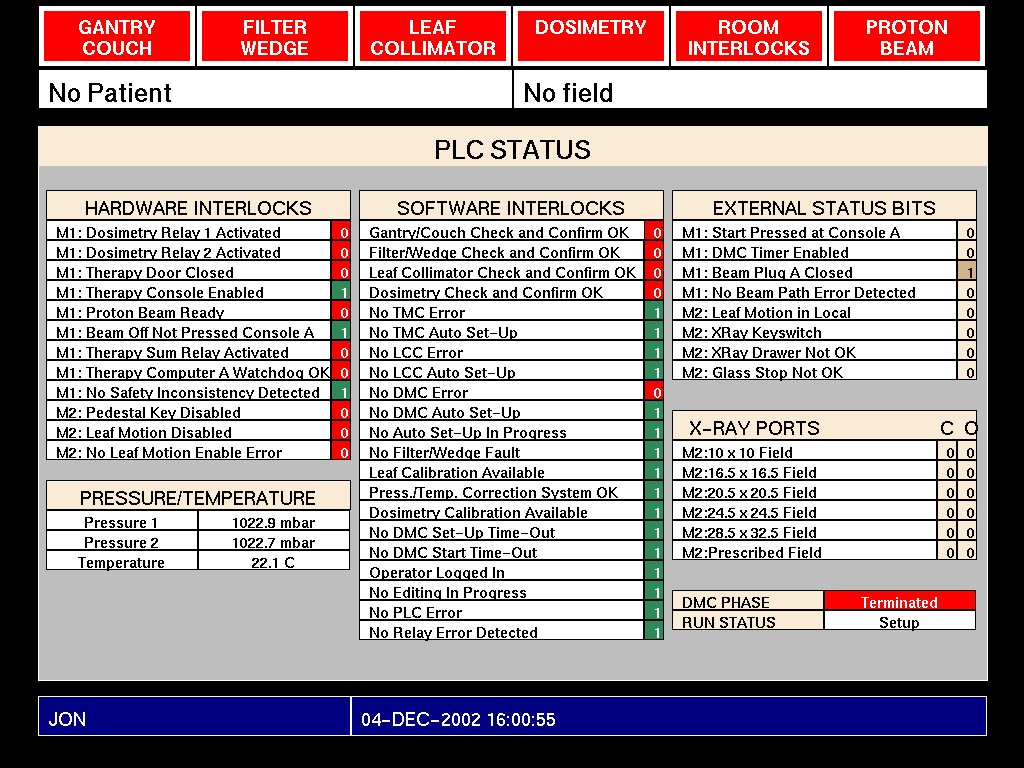 GANTRY COUCH
FILTER WEDGE
LEAF COLLIMATOR
DOSIMETRY
ROOM INTERLOCKS
PROTON BEAM
No Patient
No field
PLC STATUS
HARDWARE INTERLOCKS
M1: Dosimetry Relay 1 Activated 0
M1: Dosimetry Relay 2 Activated 0
M1: Therapy Door Closed 0
M1: Therapy Console Enabled 1
M1: Proton Beam Ready 0
M1: Beam Off Not Pressed Console A 1
M1: Therapy Sum Relay Activated 0
M1: Therapy Computer A Watchdog OK 0
M1: No Safety Inconsistency Detected 1
M2: Pedestal Key Disabled 0
M2: Leaf Motion Disabled 0
M2: No Leaf Motion Enable Error 0
PRESSURE/TEMPERATURE
Pressure 1 1022.9 mbar
Pressure 2 1022.7 mbar
Temperature 22.1 C
SOFTWARE INTERLOCKS
Gantry/Couch Check and Confirm OK 0
Filter/Wedge Check and Confirm OK 0
Leaf Collimator Check and Confirm OK 0
Dosimetry Check and Confirm OK 0
No TMC Error 1
No TMC Auto Set-Up 1
No LCC Error 1
No LCC Auto Set-Up 1
No DMC Error 0
No DMC Auto Set-Up 1
No Auto Set-Up In Progress 1
No Filter/Wedge Fault 1
Leaf Calibration Available 1
Press./Temp. Correction System OK 1
Dosimetry Calibration Available 1
No DMC Set-Up Time-Out 1
No DMC Start Time-Out 1
Operator Logged In 1
No Editing In Progress 1
No PLC Error 1
No Relay Error Detected 1
EXTERNAL STATUS BITS
M1: Start Pressed at Console A 0
M1: DMC Timer Enabled 0
M1: Beam Plug A Closed 1
M1: No Beam Path Error Detected 0
M2: Leaf Motion in Local 0
M2: XRay Keyswitch 0
M2: XRay Drawer Not OK 0
M2: Glass Stop Not OK 0
X-RAY PORTS C O
M2:10 x 10 Field 0 0
M2:16.5 x 16.5 Field 0 0
M2:20.5 x 20.5 Field 0 0
M2:24.5 x 24.5 Field 0 0
M2:28.5 x 32.5 Field 0 0
M2:Prescribed Field 0 0
DMC PHASE Terminated
RUN STATUS Setup
JON
04-DEC-2002 16:00:55